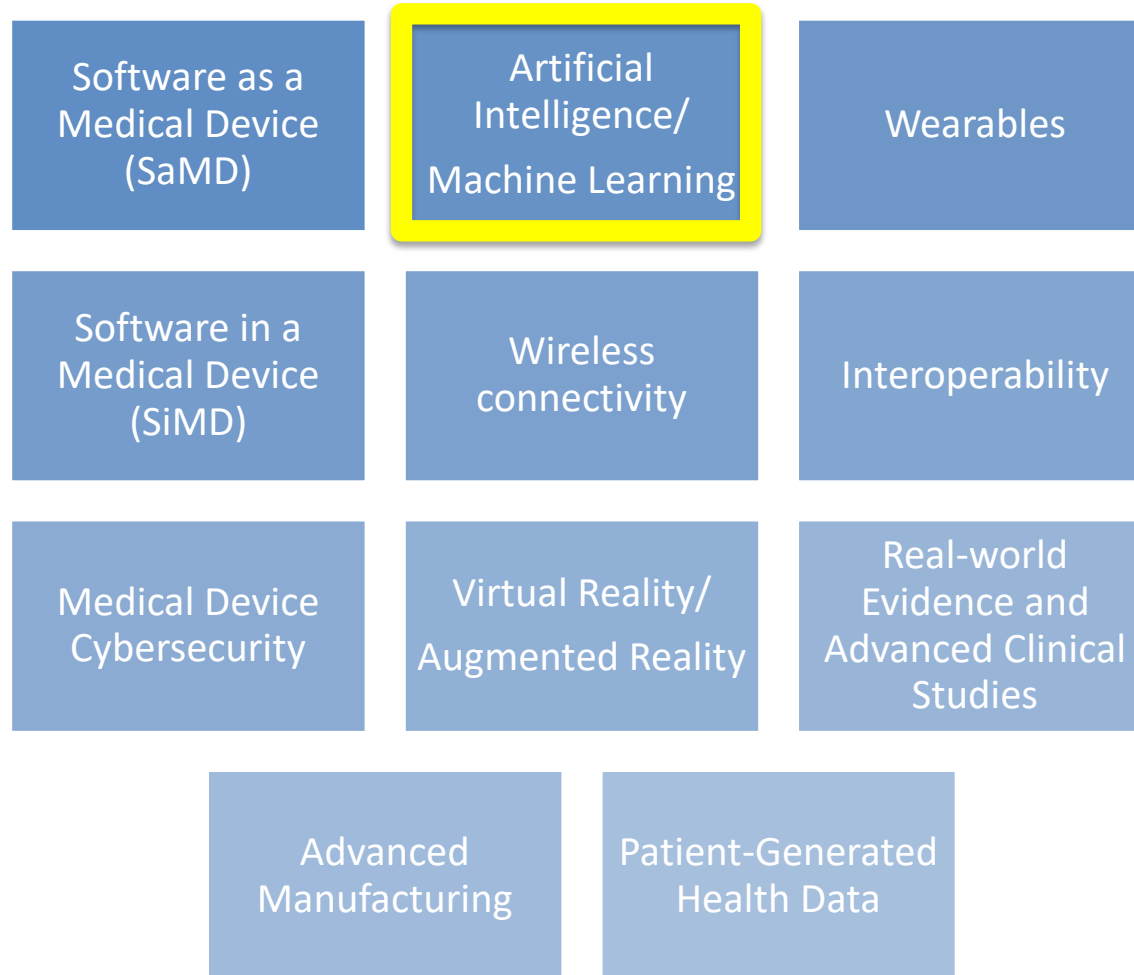 Software as a
Medical Device
(SaMD)
Artificial
Intelligence/
Machine Learning
Wearables
Software in a
Medical Device
(SiMD)
Wireless
connectivity
Interoperability
Medical Device
Cybersecurity
Virtual Reality/
Augmented Reality
Real-world
Evidence and
Advanced Clinical
Studies
Advanced
Manufacturing
Patient-Generated
Health Data